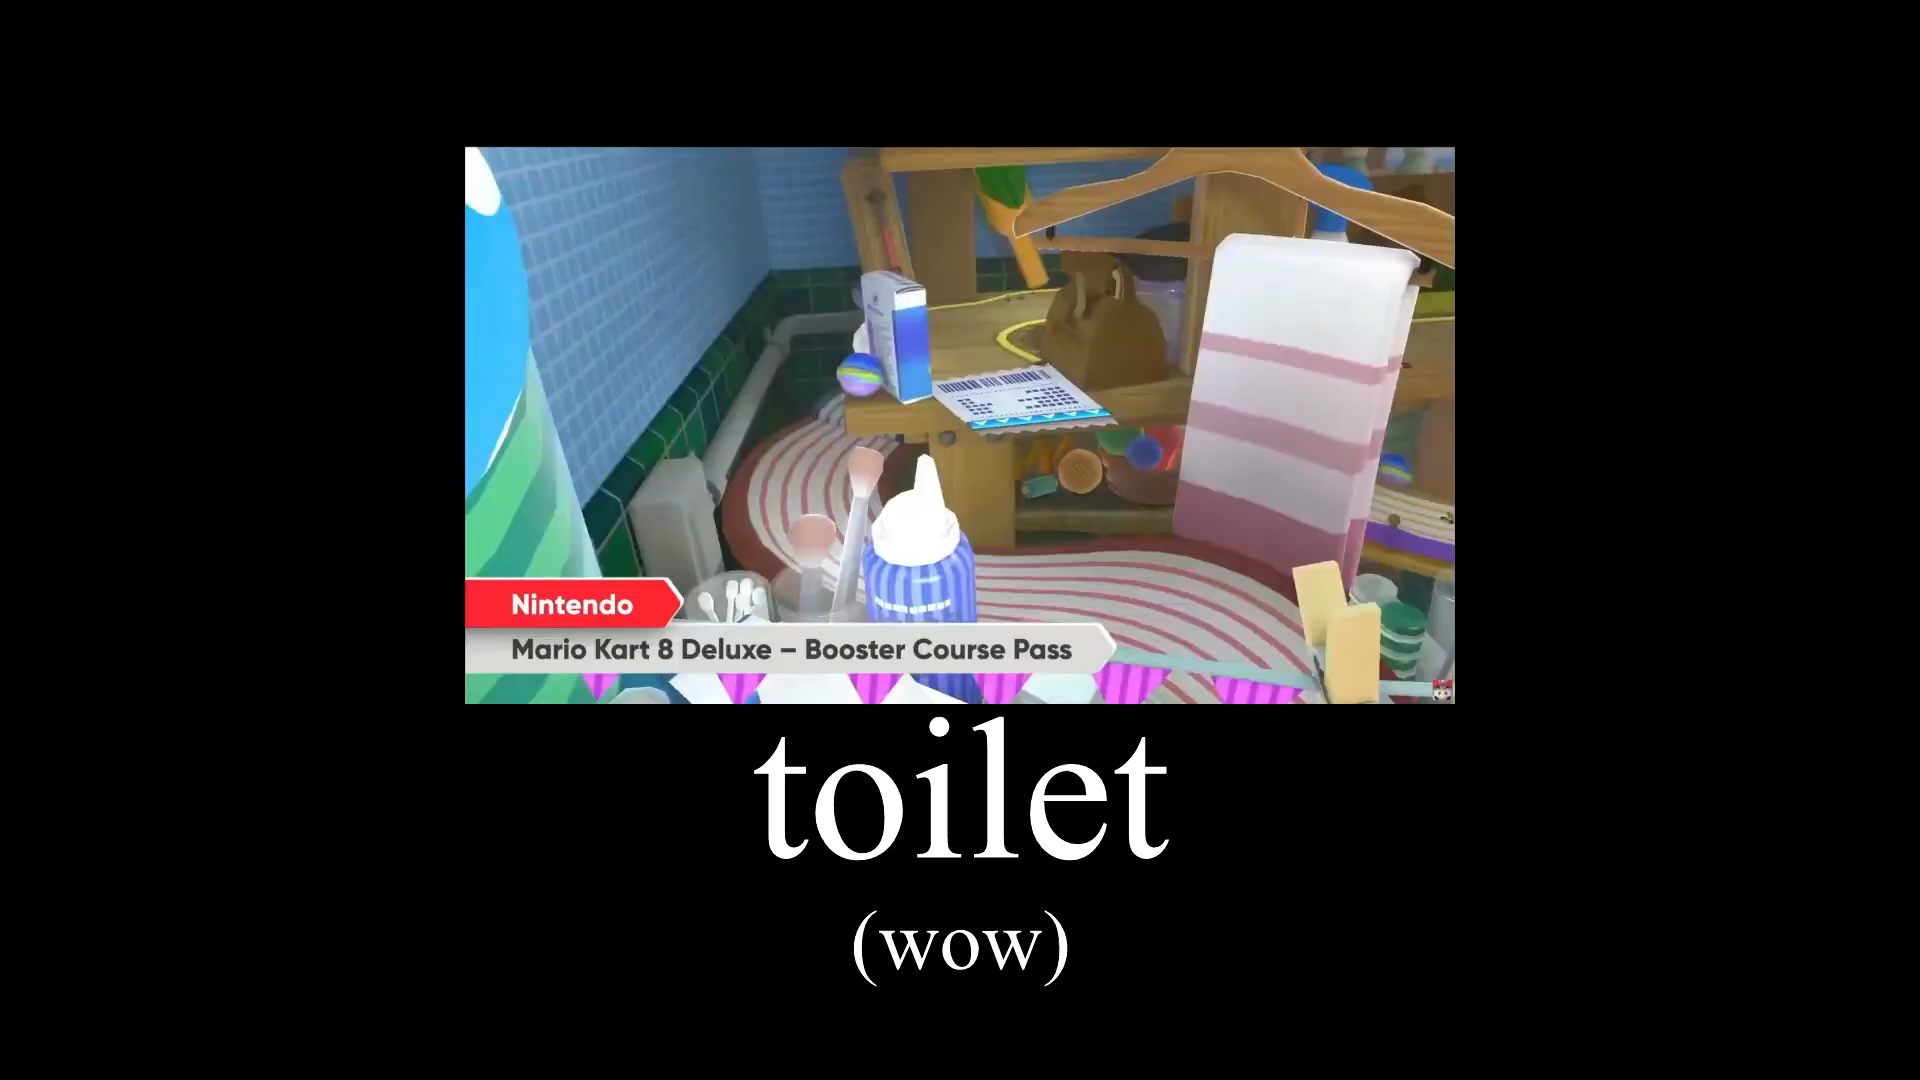 Nintendo
Mario Kart 8 Deluxe – Booster Course Pass
toilet
(wow)